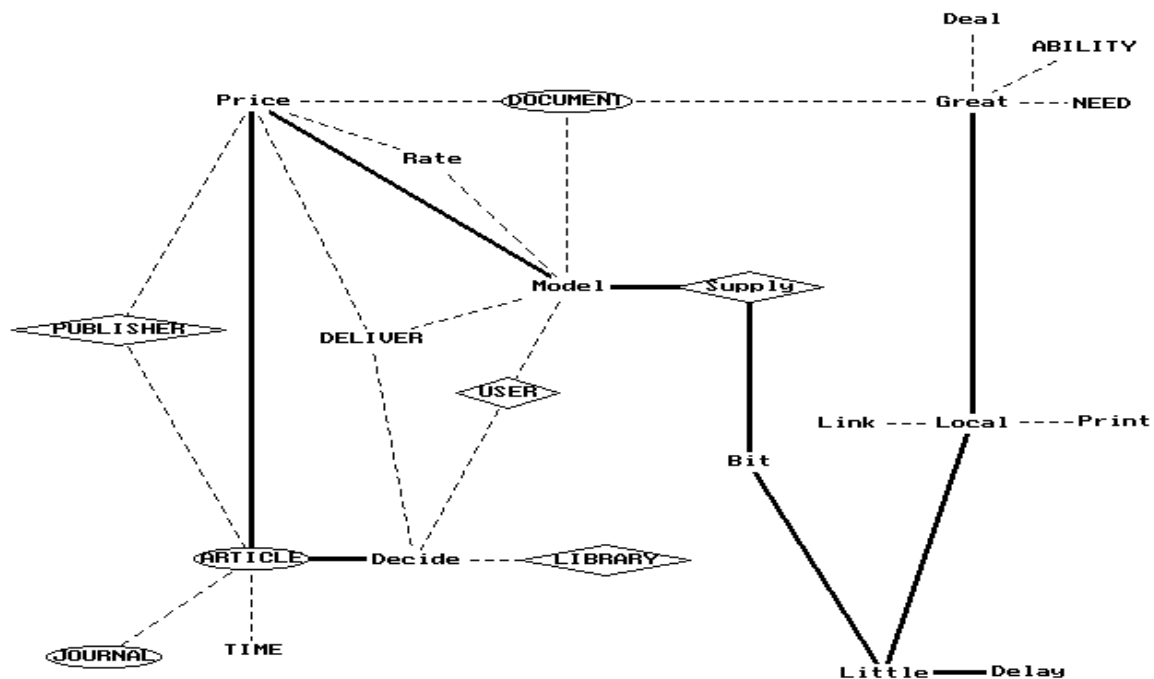 Deal
ABILITY
Price
DOCUMENT
Great
NEED
Rate
Model
Supply
PUBLISHER
DELIVER
USER
Link
Local
Print
Bit
ARTICLE
Decide
LIBRARY
JOURNAL
TIME
Little
Delay